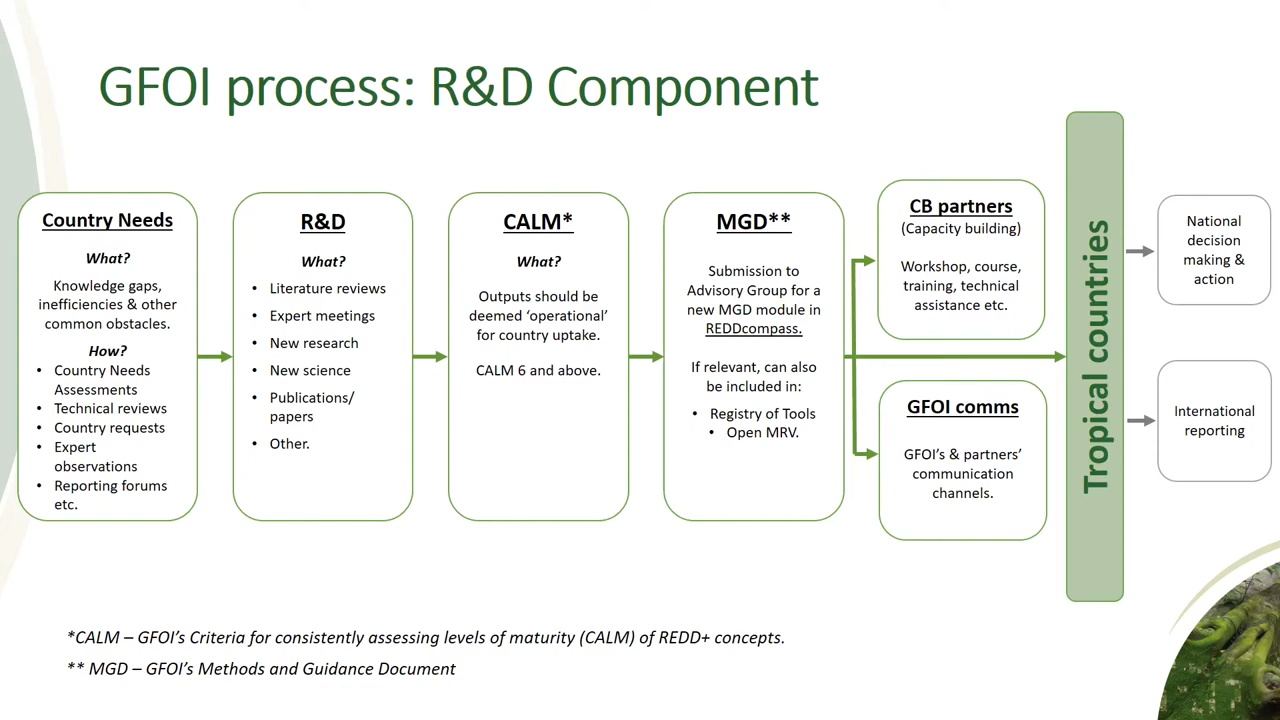 GFOI process: R&D Component
Country Needs
What?
Knowledge gaps,
inefficiencies & other
common obstacles.
How?
• Country Needs
Assessments
• Technical reviews
• Country requests
• Expert
observations
• Reporting forums
etc.
R&D
What?
• Literature reviews
• Expert meetings
• New research
• New science
• Publications/
papers
• Other.
CALM*
What?
Outputs should be
deemed ‘operational’
for country uptake.
CALM 6 and above.
MGD**
Submission to
Advisory Group for a
new MGD module in
REDDcompass.
If relevant, can also
be included in:
• Registry of Tools
• Open MRV.
CB partners
(Capacity building)
Workshop, course,
training, technical
assistance etc.
GFOI comms
GFOI’s & partners’
communication
channels.
Tropical countries
National
decision
making &
action
International
reporting
*CALM – GFOI’s Criteria for consistently assessing levels of maturity (CALM) of REDD+ concepts.
** MGD – GFOI’s Methods and Guidance Document